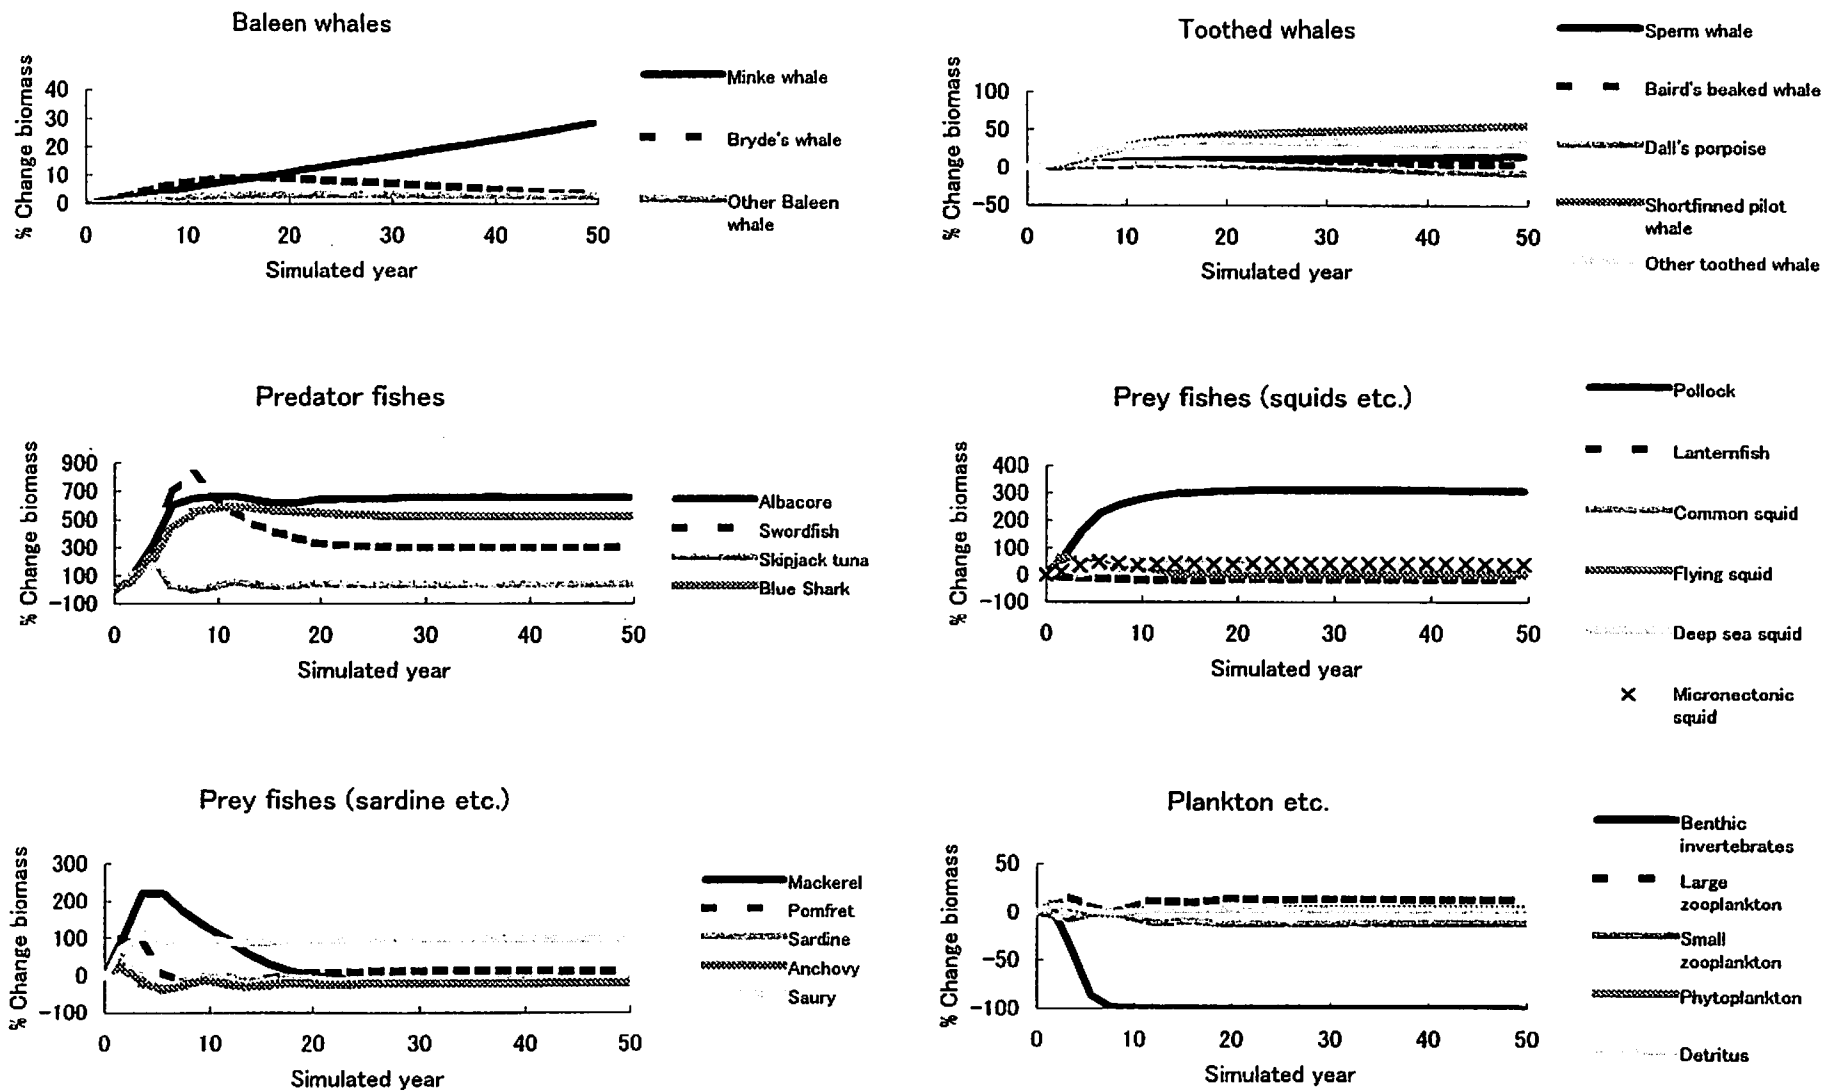 Baleen whales
% Change biomass
40
30
20
10
0
0 10 20 30 40 50
Simulated year
Minke whale
Bryde's whale
Other Baleen
whale
Toothed whales
% Change biomass
100
50
0
-50
0 10 20 30 40 50
Simulated year
Sperm whale
Baird's beaked whale
Dall's porpoise
Shortfinned pilot
whale
Other toothed whale
Predator fishes
% Change biomass
900
700
500
300
100
-100
0 10 20 30 40 50
Simulated year
Albacore
Swordfish
Skipjack tuna
Blue Shark
Prey fishes (squids etc.)
% Change biomass
400
300
200
100
0
-100
0 10 20 30 40 50
Simulated year
Pollock
Lanternfish
Common squid
Flying squid
Deep sea squid
Micronectonic
squid
Prey fishes (sardine etc.)
% Change biomass
300
200
100
0
-100
0 10 20 30 40 50
Simulated year
Mackerel
Pomfret
Sardine
Anchovy
Saury
Plankton etc.
% Change biomass
50
0
-50
-100
0 10 20 30 40 50
Simulated year
Benthic
invertebrates
Large
zooplankton
Small
zooplankton
Phytoplankton
Detritus